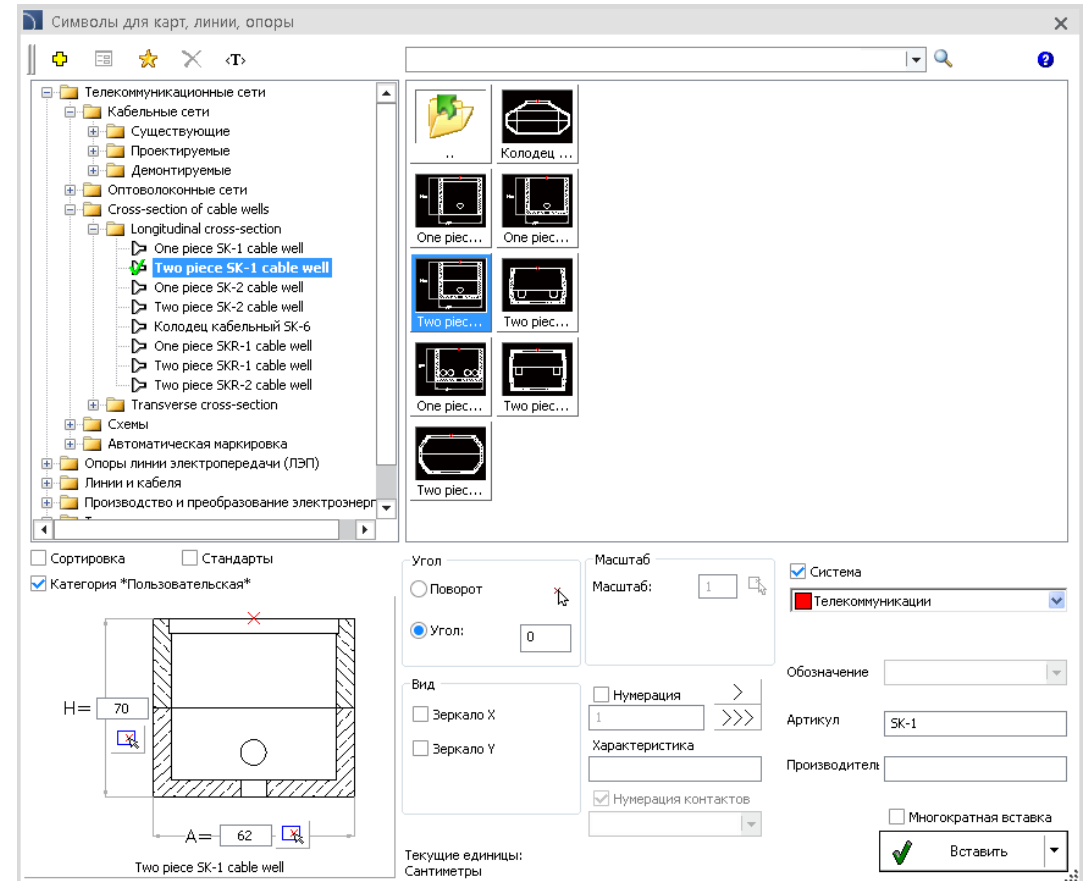 Символы для карт, линии, опоры
‹T›
Телекоммуникационные сети
Кабельные сети
Существующие
Проектируемые
Демонтируемые
Оптоволоконные сети
Cross-section of cable wells
Longitudinal cross-section
One piece SK-1 cable well
Two piece SK-1 cable well
One piece SK-2 cable well
Two piece SK-2 cable well
Колодец кабельный SK-6
One piece SKR-1 cable well
Two piece SKR-1 cable well
Two piece SKR-2 cable well
Transverse cross-section
Схемы
Автоматическая маркировка
Опоры линии электропередачи (ЛЭП)
Линии и кабеля
Производство и преобразование электроэнерг
..
Колодец ...
One piec...
One piec...
Two piec...
Two piec...
One piec...
Two piec...
Two piec...
Сортировка
Стандарты
Категория *Пользовательская*
H=
70
A=
62
Two piece SK-1 cable well
Угол
Поворот
Угол:
0
Масштаб
Масштаб:
1
Вид
Зеркало X
Зеркало Y
Нумерация
>
1
>>>
Характеристика
Нумерация контактов
Текущие единицы:
Сантиметры
Система
Телекоммуникации
Обозначение
Артикул
SK-1
Производитель
Многократная вставка
Вставить